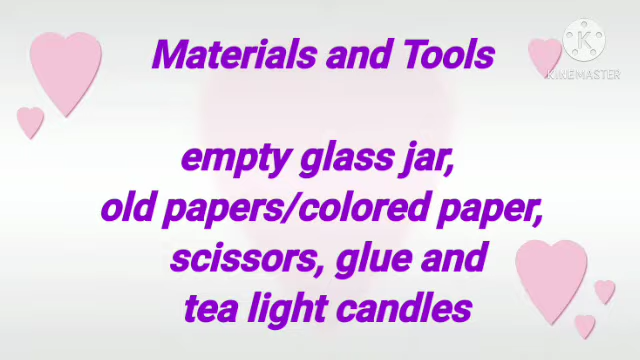 Materials and Tools
K
KINEMASTER
empty glass jar,
old papers/colored paper,
scissors, glue and
tea light candles